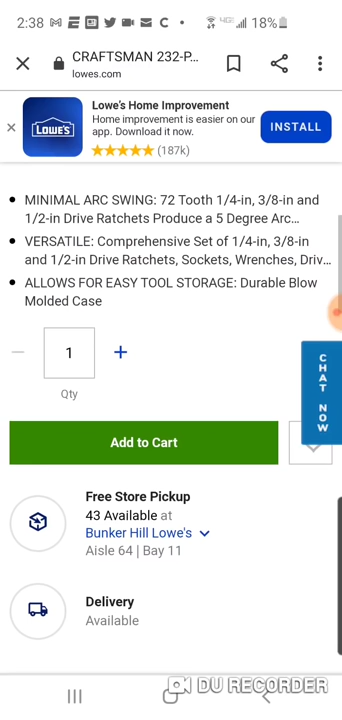 2:38
4G
18%
CRAFTSMAN 232-P...
lowes.com
Lowe's Home Improvement
Home improvement is easier on our
app. Download it now.
(187k)
INSTALL
LOWE'S
• MINIMAL ARC SWING: 72 Tooth 1/4-in, 3/8-in and
1/2-in Drive Ratchets Produce a 5 Degree Arc...
• VERSATILE: Comprehensive Set of 1/4-in, 3/8-in
and 1/2-in Drive Ratchets, Sockets, Wrenches, Driv...
• ALLOWS FOR EASY TOOL STORAGE: Durable Blow
Molded Case
1
Qty
CHAT NOW
Add to Cart
Free Store Pickup
43 Available at
Bunker Hill Lowe's
Aisle 64 | Bay 11
Delivery
Available
DU RECORDER